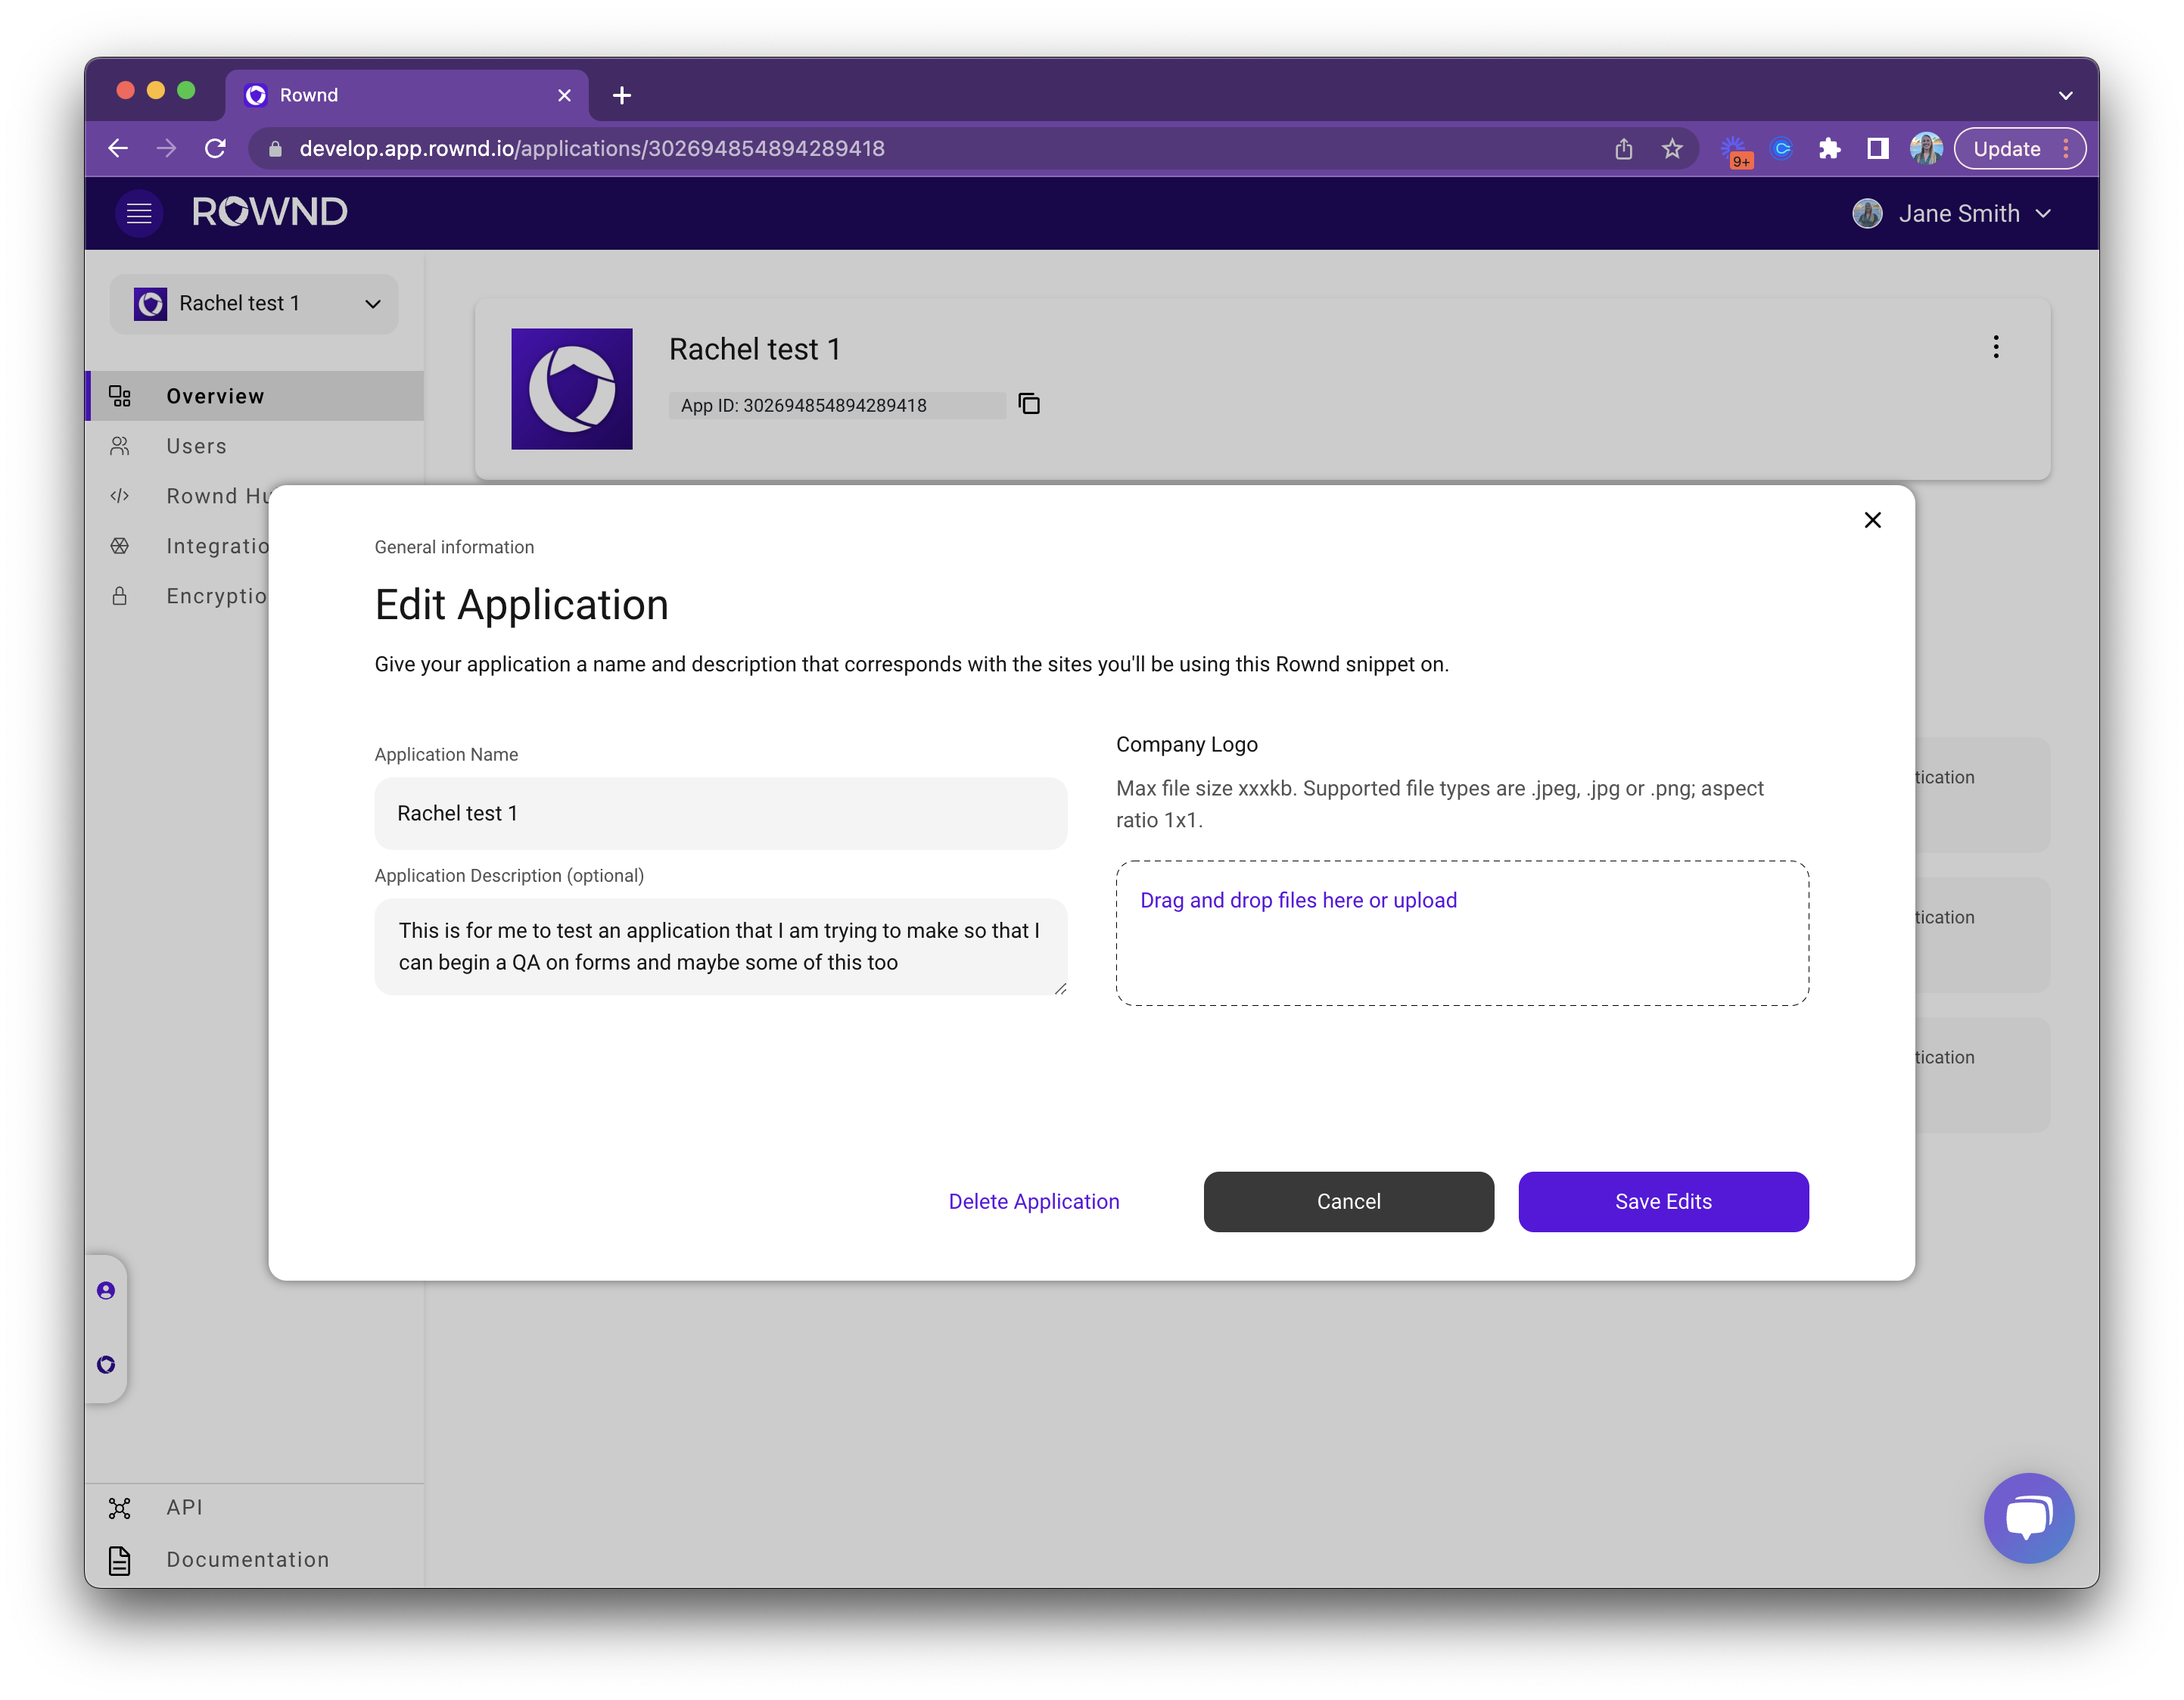 Rownd
develop.app.rownd.io/applications/302694854894289418
9+
Update
ROWND
Jane Smith
Rachel test 1
Overview
Users
Rownd Hu
Integratio
Encryptio
API
Documentation
Rachel test 1
App ID: 302694854894289418
General information
Edit Application
Give your application a name and description that corresponds with the sites you'll be using this Rownd snippet on.
Application Name
Rachel test 1
Application Description (optional)
This is for me to test an application that I am trying to make so that I
can begin a QA on forms and maybe some of this too
Company Logo
Max file size xxxkb. Supported file types are .jpeg, .jpg or .png; aspect
ratio 1x1.
Drag and drop files here or upload
Delete Application
Cancel
Save Edits
tication
tication
tication